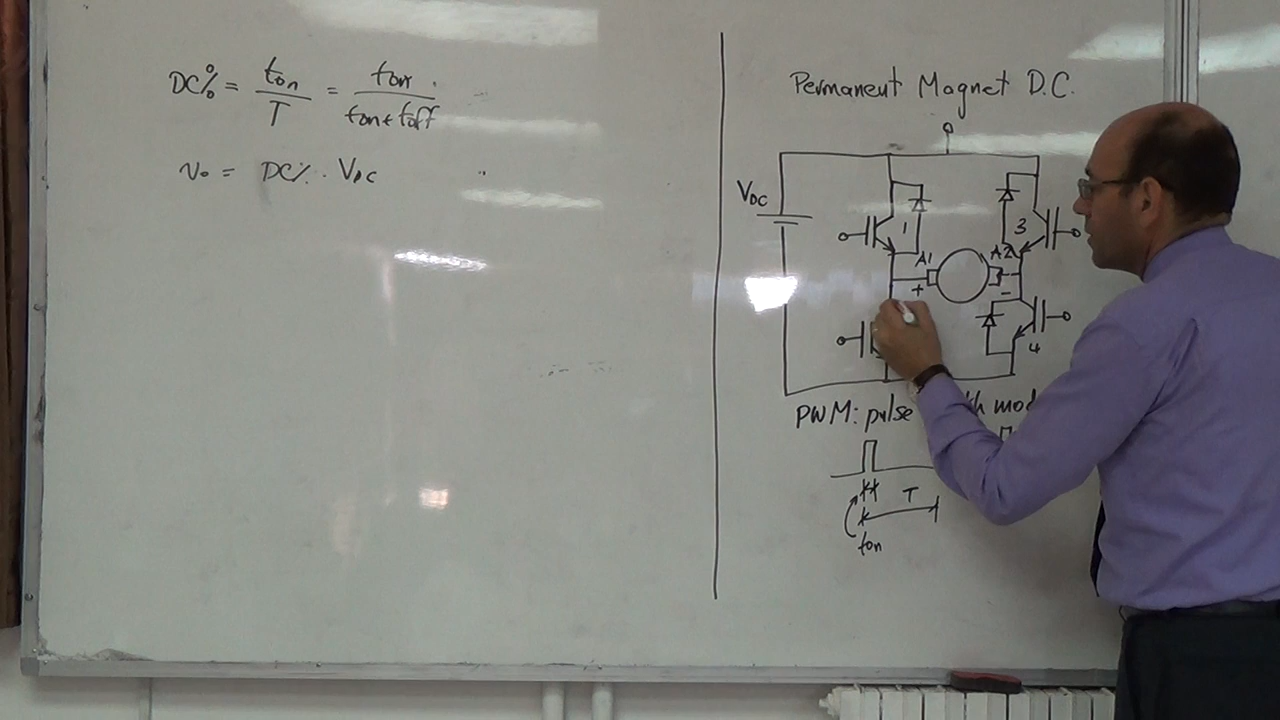 DC% = ton/T = ton/ton+toff
vo = DC% . VDC
Permanent Magnet D.C.
VDC
1
3
A1
A2
+
-
4
PWM: pulse
T
ton